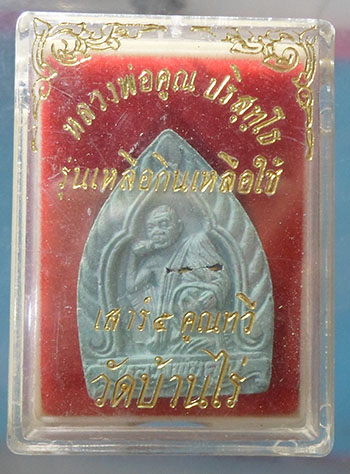 หลวงพ่อคูณ ปริสุทฺโธ
รุ่นเหลือกินเหลือใช้
เสาร์ ๕ คูณทวี
วัดบ้านไร่